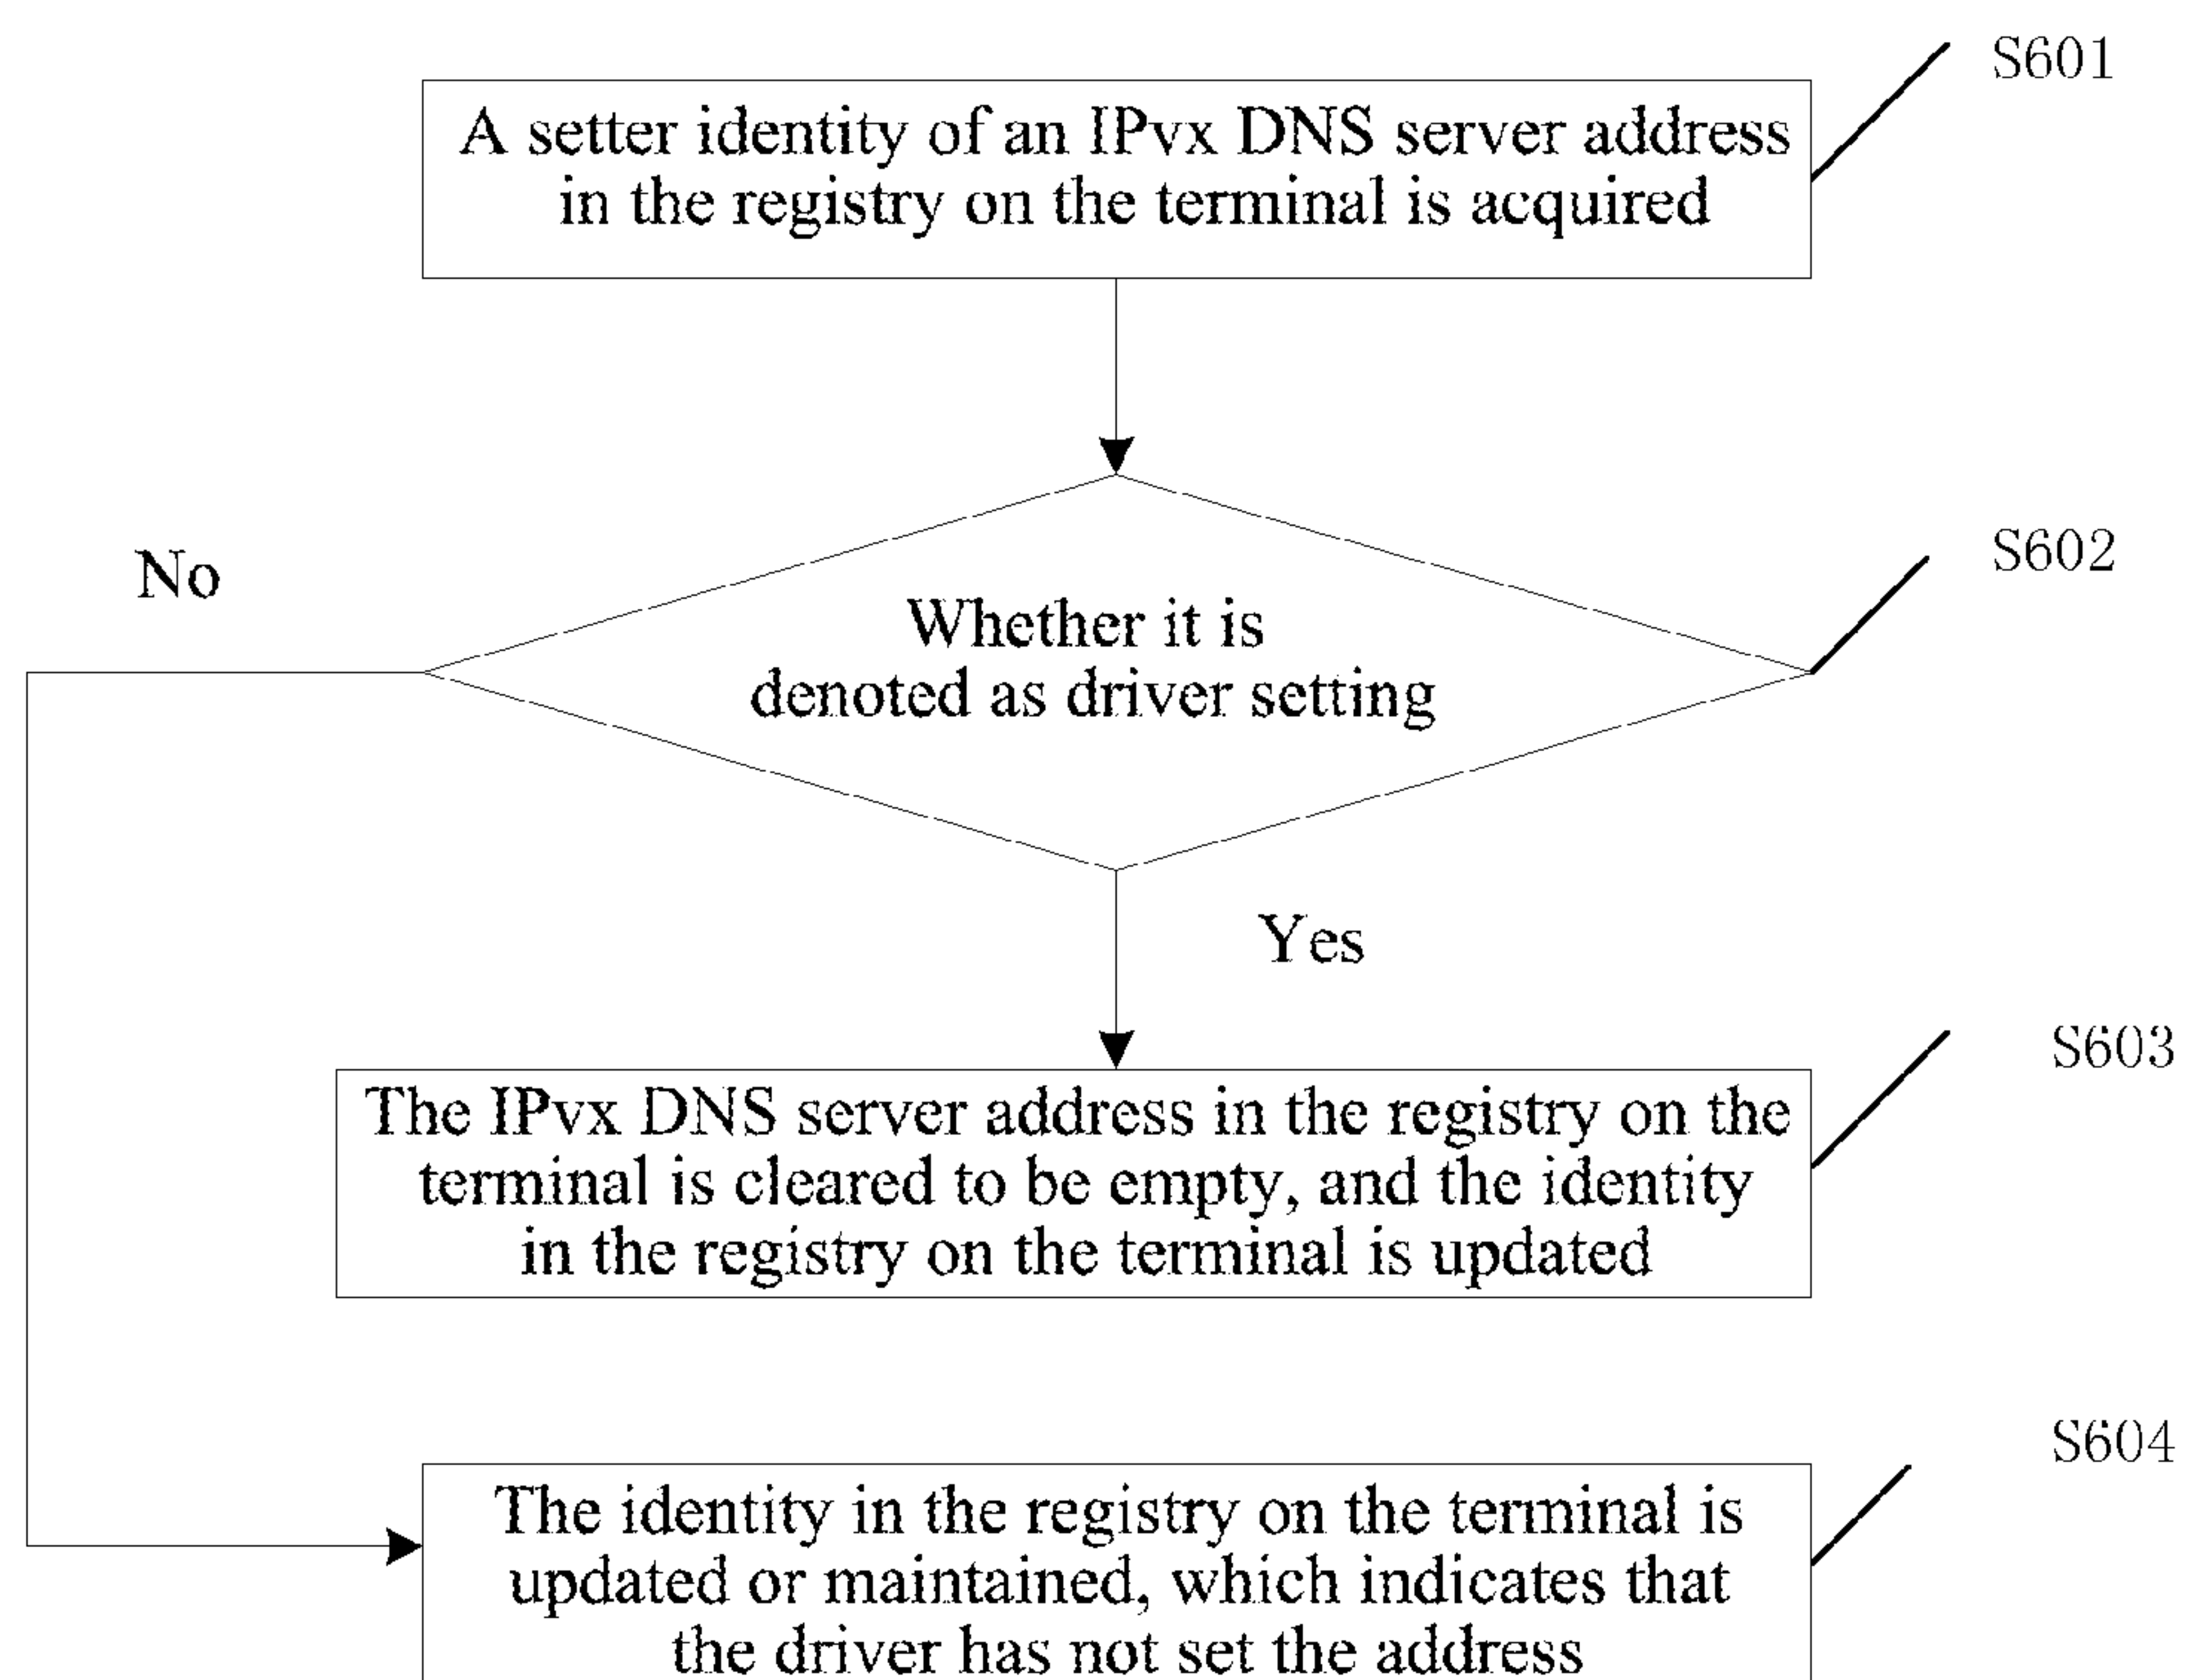 S601
A setter identity of an IPvx DNS server address
in the registry on the terminal is acquired
No
S602
Whether it is
denoted as driver setting
Yes
S603
The IPvx DNS server address in the registry on the
terminal is cleared to be empty, and the identity
in the registry on the terminal is updated
S604
The identity in the registry on the terminal is
updated or maintained, which indicates that
the driver has not set the address